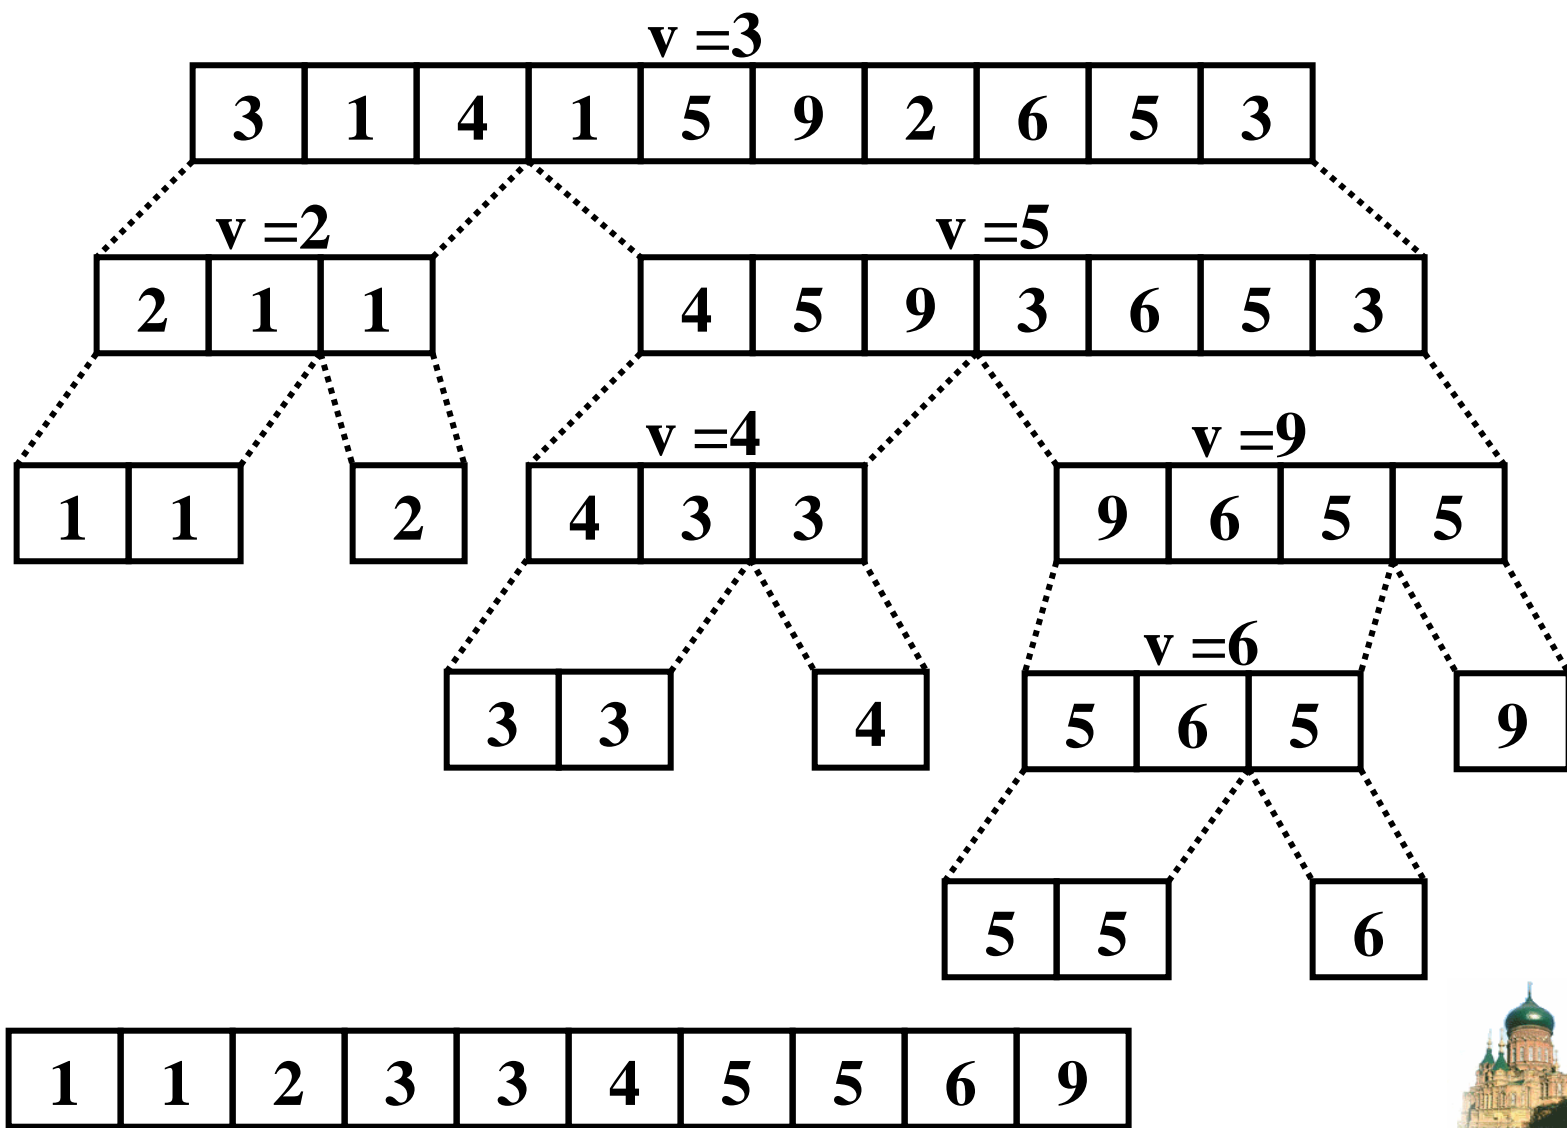 v =3
3 1 4 1 5 9 2 6 5 3
v =2 v =5
2 1 1 4 5 9 3 6 5 3
v =4 v =9
1 1 2 4 3 3 9 6 5 5
v =6
3 3 4 5 6 5 9
5 5 6
1 1 2 3 3 4 5 5 6 9